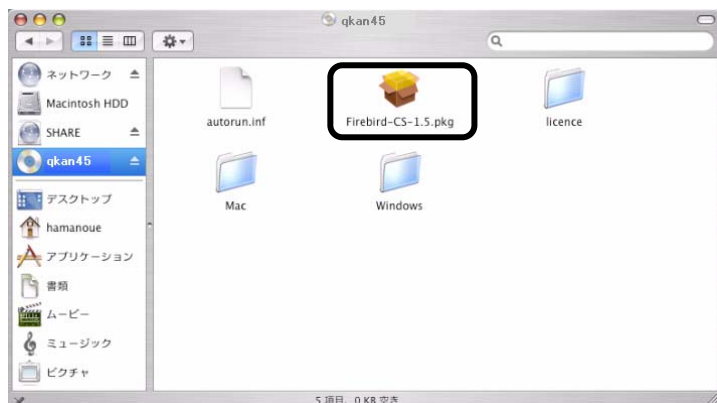 qkan45
ネットワーク
Macintosh HDD
SHARE
qkan45
デスクトップ
hamanoue
アプリケーション
書類
ムービー
ミュージック
ピクチャ
autorun.inf
Firebird-CS-1.5.pkg
licence
Mac
Windows
5 項目、0 KB 空き